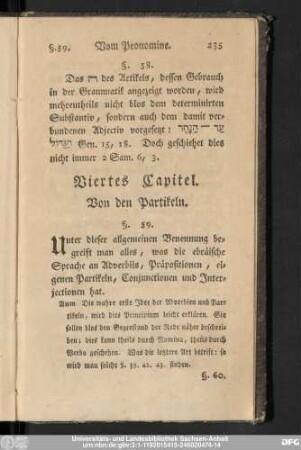 §. 59. Vom Pronomine. 235
§. 58.
Das ה des Artikels, dessen Gebrauch
in der Grammatik angezeigt worden, wird
mehrentheils nicht blos dem determinirten
Substantiv, sondern auch dem damit ver-
bundenen Adjectiv vorgesetzt:
Gen. 15, 18. Doch geschiehet dies
nicht immer 2 Sam. 6, 3.
Viertes Capitel.
Von den Partikeln.
§. 59.
Unter dieser allgemeinen Benennung be-
greift man alles, was die ebräische
Sprache an Adverbiis, Präpositionen, ei-
genen Partikeln, Conjunctionen und Inter-
jectionen hat.
Anm. Die wahre erste Idee der Adverbien und Par-
tikeln, wird dies Principium leicht erklären. Sie
sollen blos den Gegenstand der Rede näher beschrei-
ben; dies kann theils durch Nomina, theils durch
Verba geschehen. Was die letztere Art betrift: so
wird man solche §. 35. 42. 43. finden.
§. 60.
Universitäts- und Landesbibliothek Sachsen-Anhalt
urn:nbn:de:gbv:3:1-1192015415-246020474-14
DFG